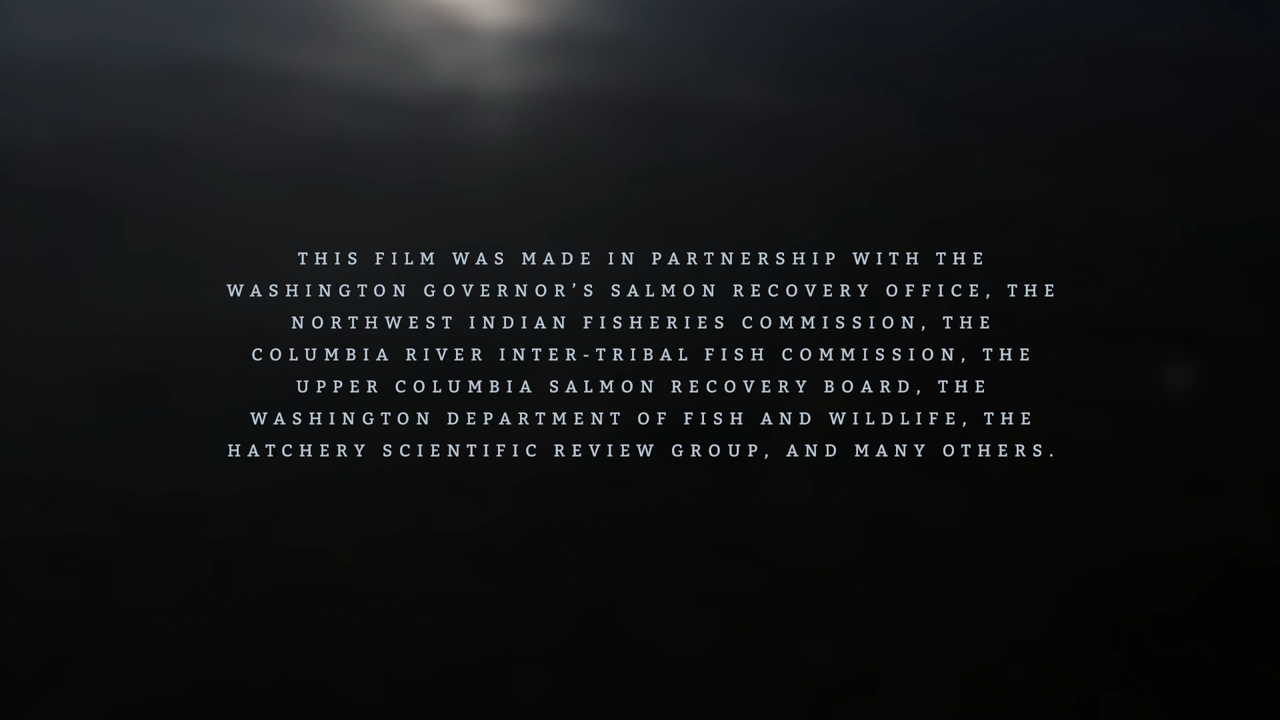 THIS FILM WAS MADE IN PARTNERSHIP WITH THE
WASHINGTON GOVERNOR’S SALMON RECOVERY OFFICE, THE
NORTHWEST INDIAN FISHERIES COMMISSION, THE
COLUMBIA RIVER INTER-TRIBAL FISH COMMISSION, THE
UPPER COLUMBIA SALMON RECOVERY BOARD, THE
WASHINGTON DEPARTMENT OF FISH AND WILDLIFE, THE
HATCHERY SCIENTIFIC REVIEW GROUP, AND MANY OTHERS.